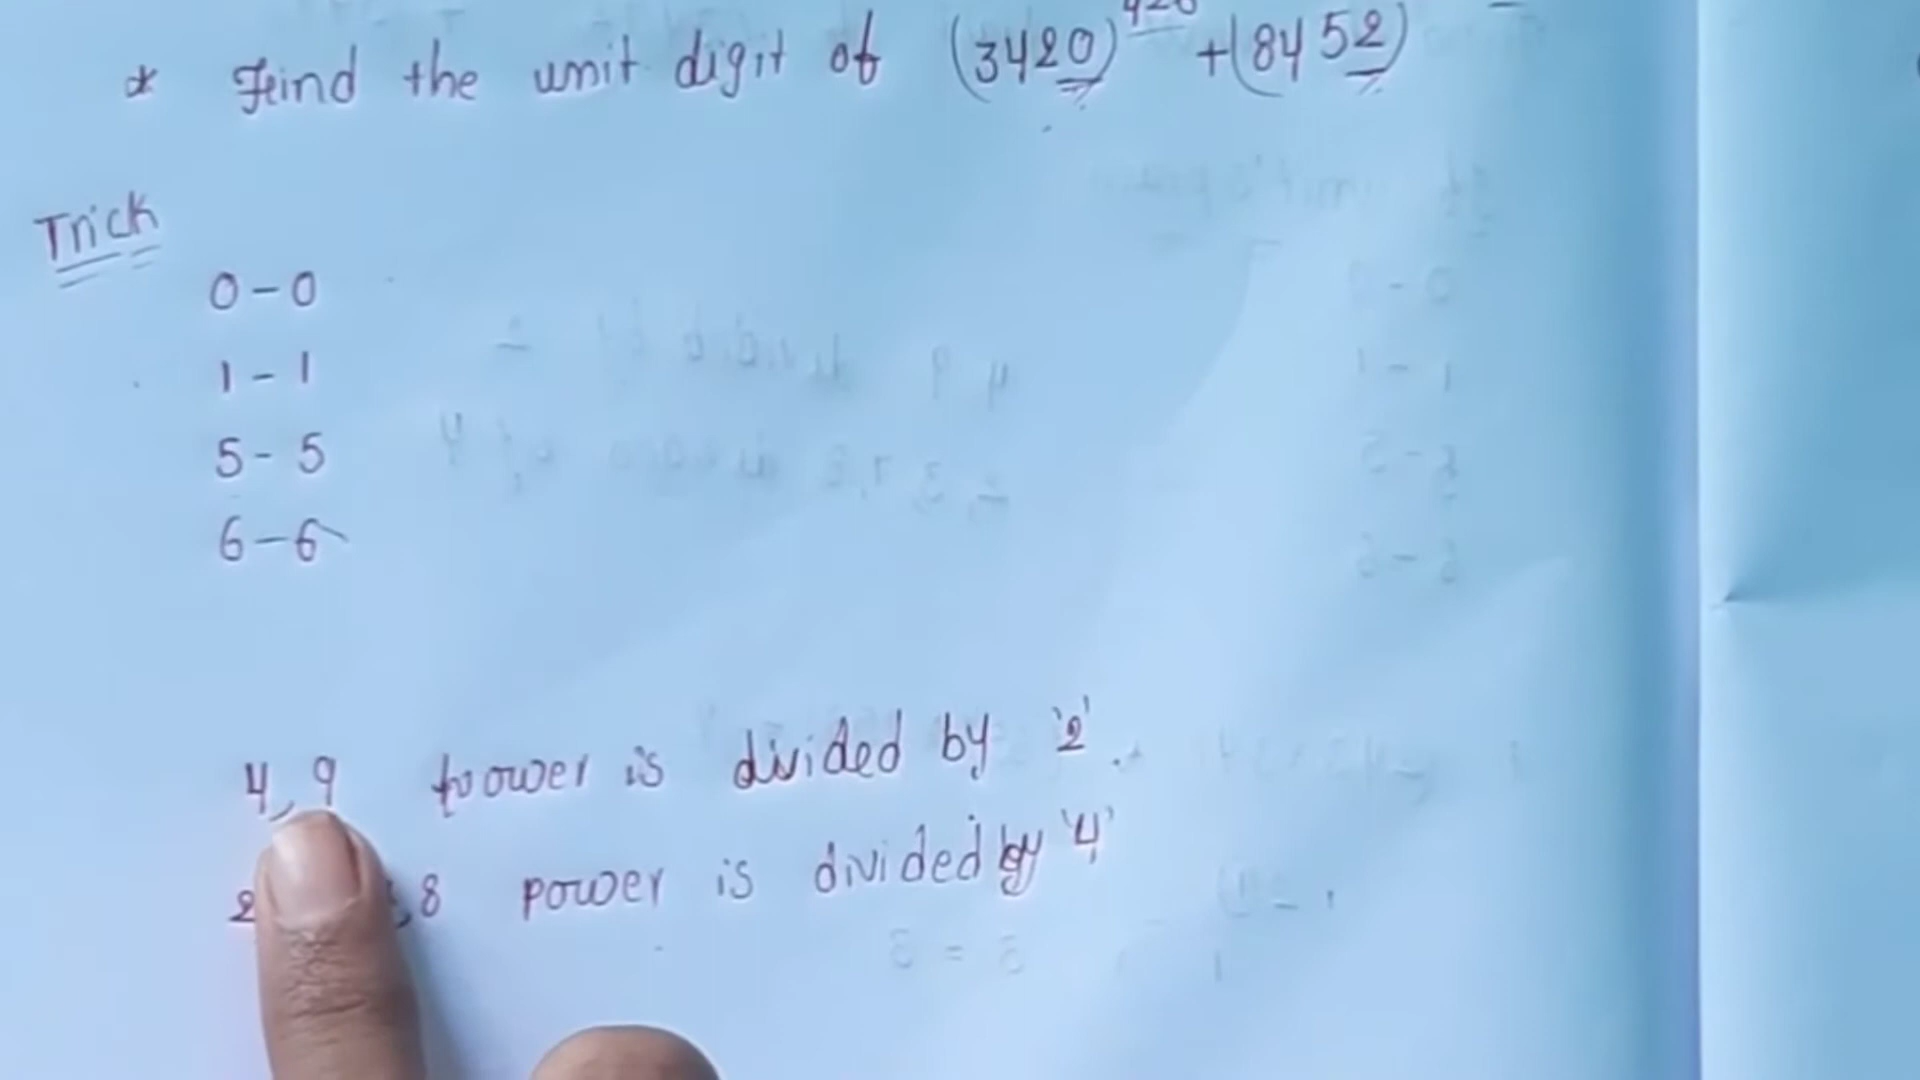 * Find the unit digit of (3420) + (8452)
Trick
0 - 0
1 - 1
5 - 5
6 - 6
4, 9 power is divided by '2'.
2 ,8 power is divided by '4'